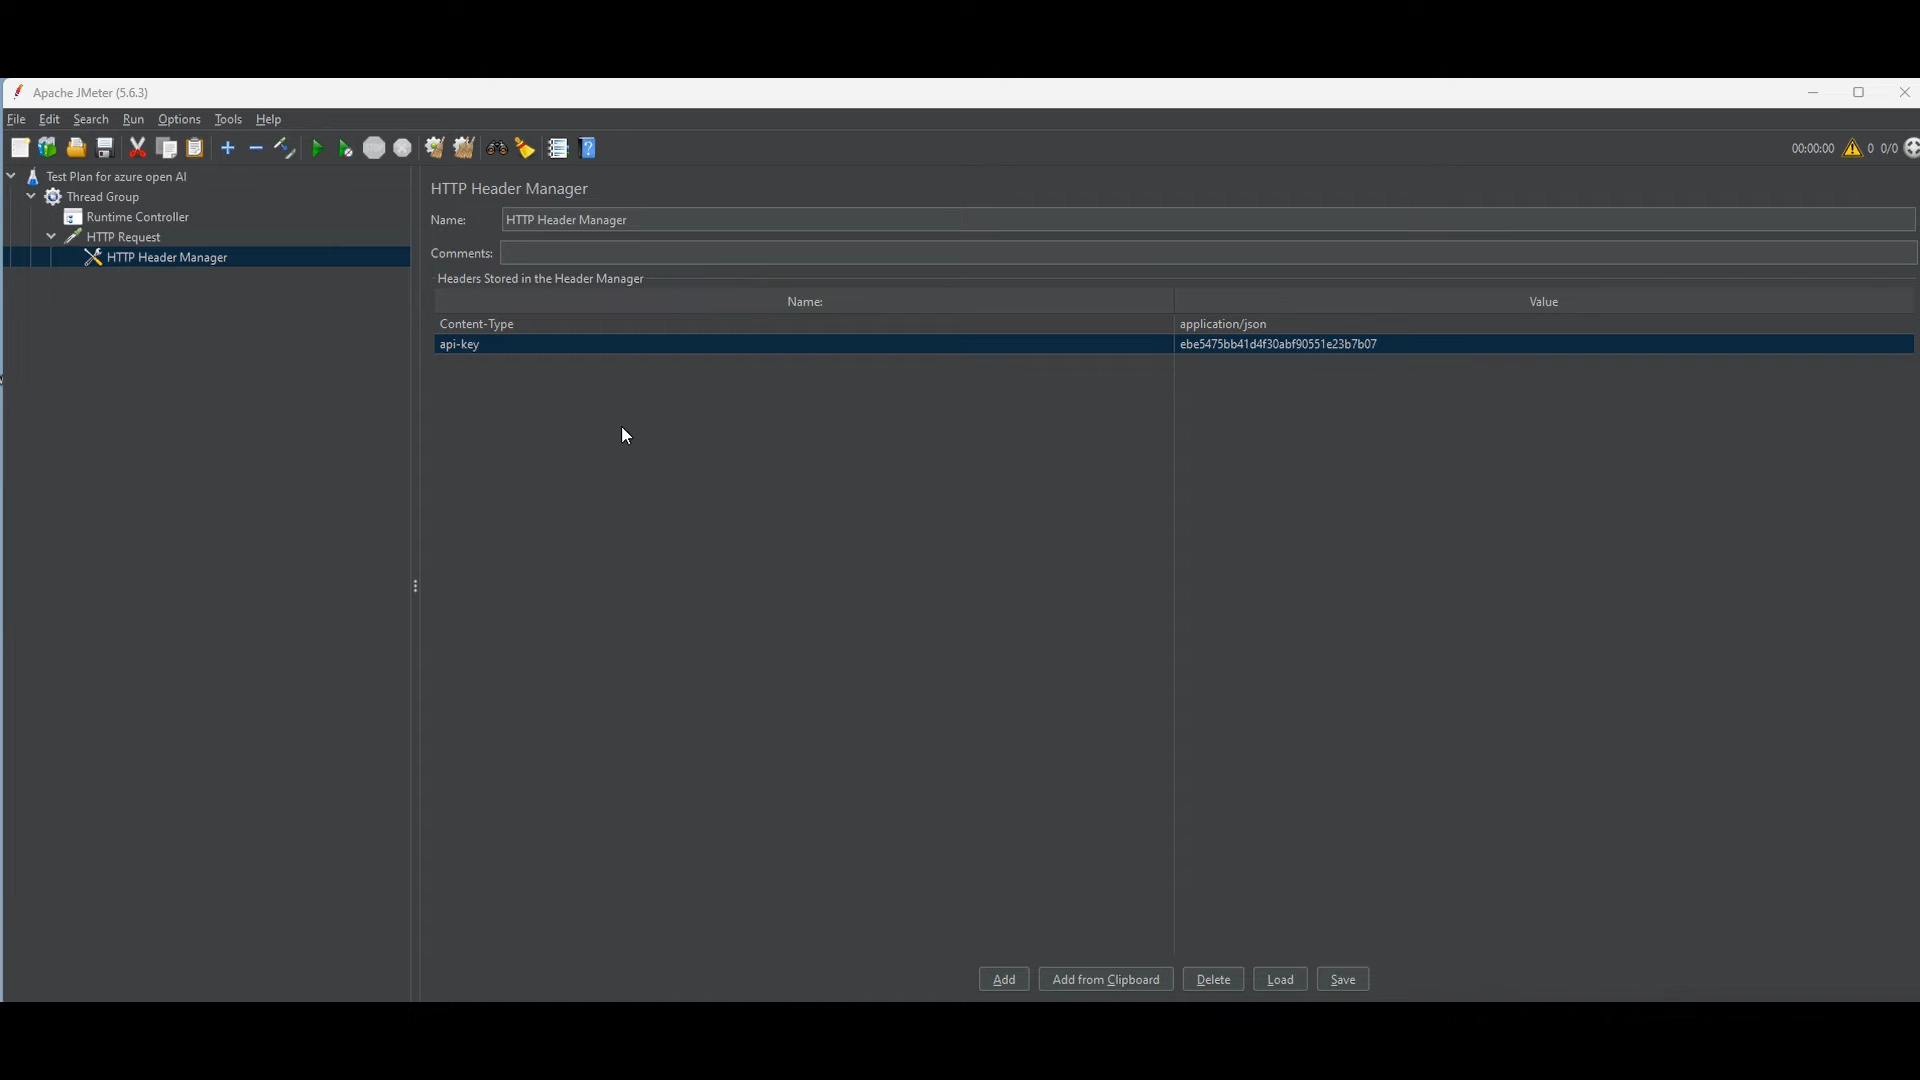 Apache JMeter (5.6.3)
File Edit Search Run Options Tools Help
00:00:00 0 0/0
Test Plan for azure open AI
Thread Group
Runtime Controller
HTTP Request
HTTP Header Manager
HTTP Header Manager
Name: HTTP Header Manager
Comments:
Headers Stored in the Header Manager
Name: Value
Content-Type application/json
api-key ebe5475bb41d4f30abf90551e23b7b07
Add Add from Clipboard Delete Load Save